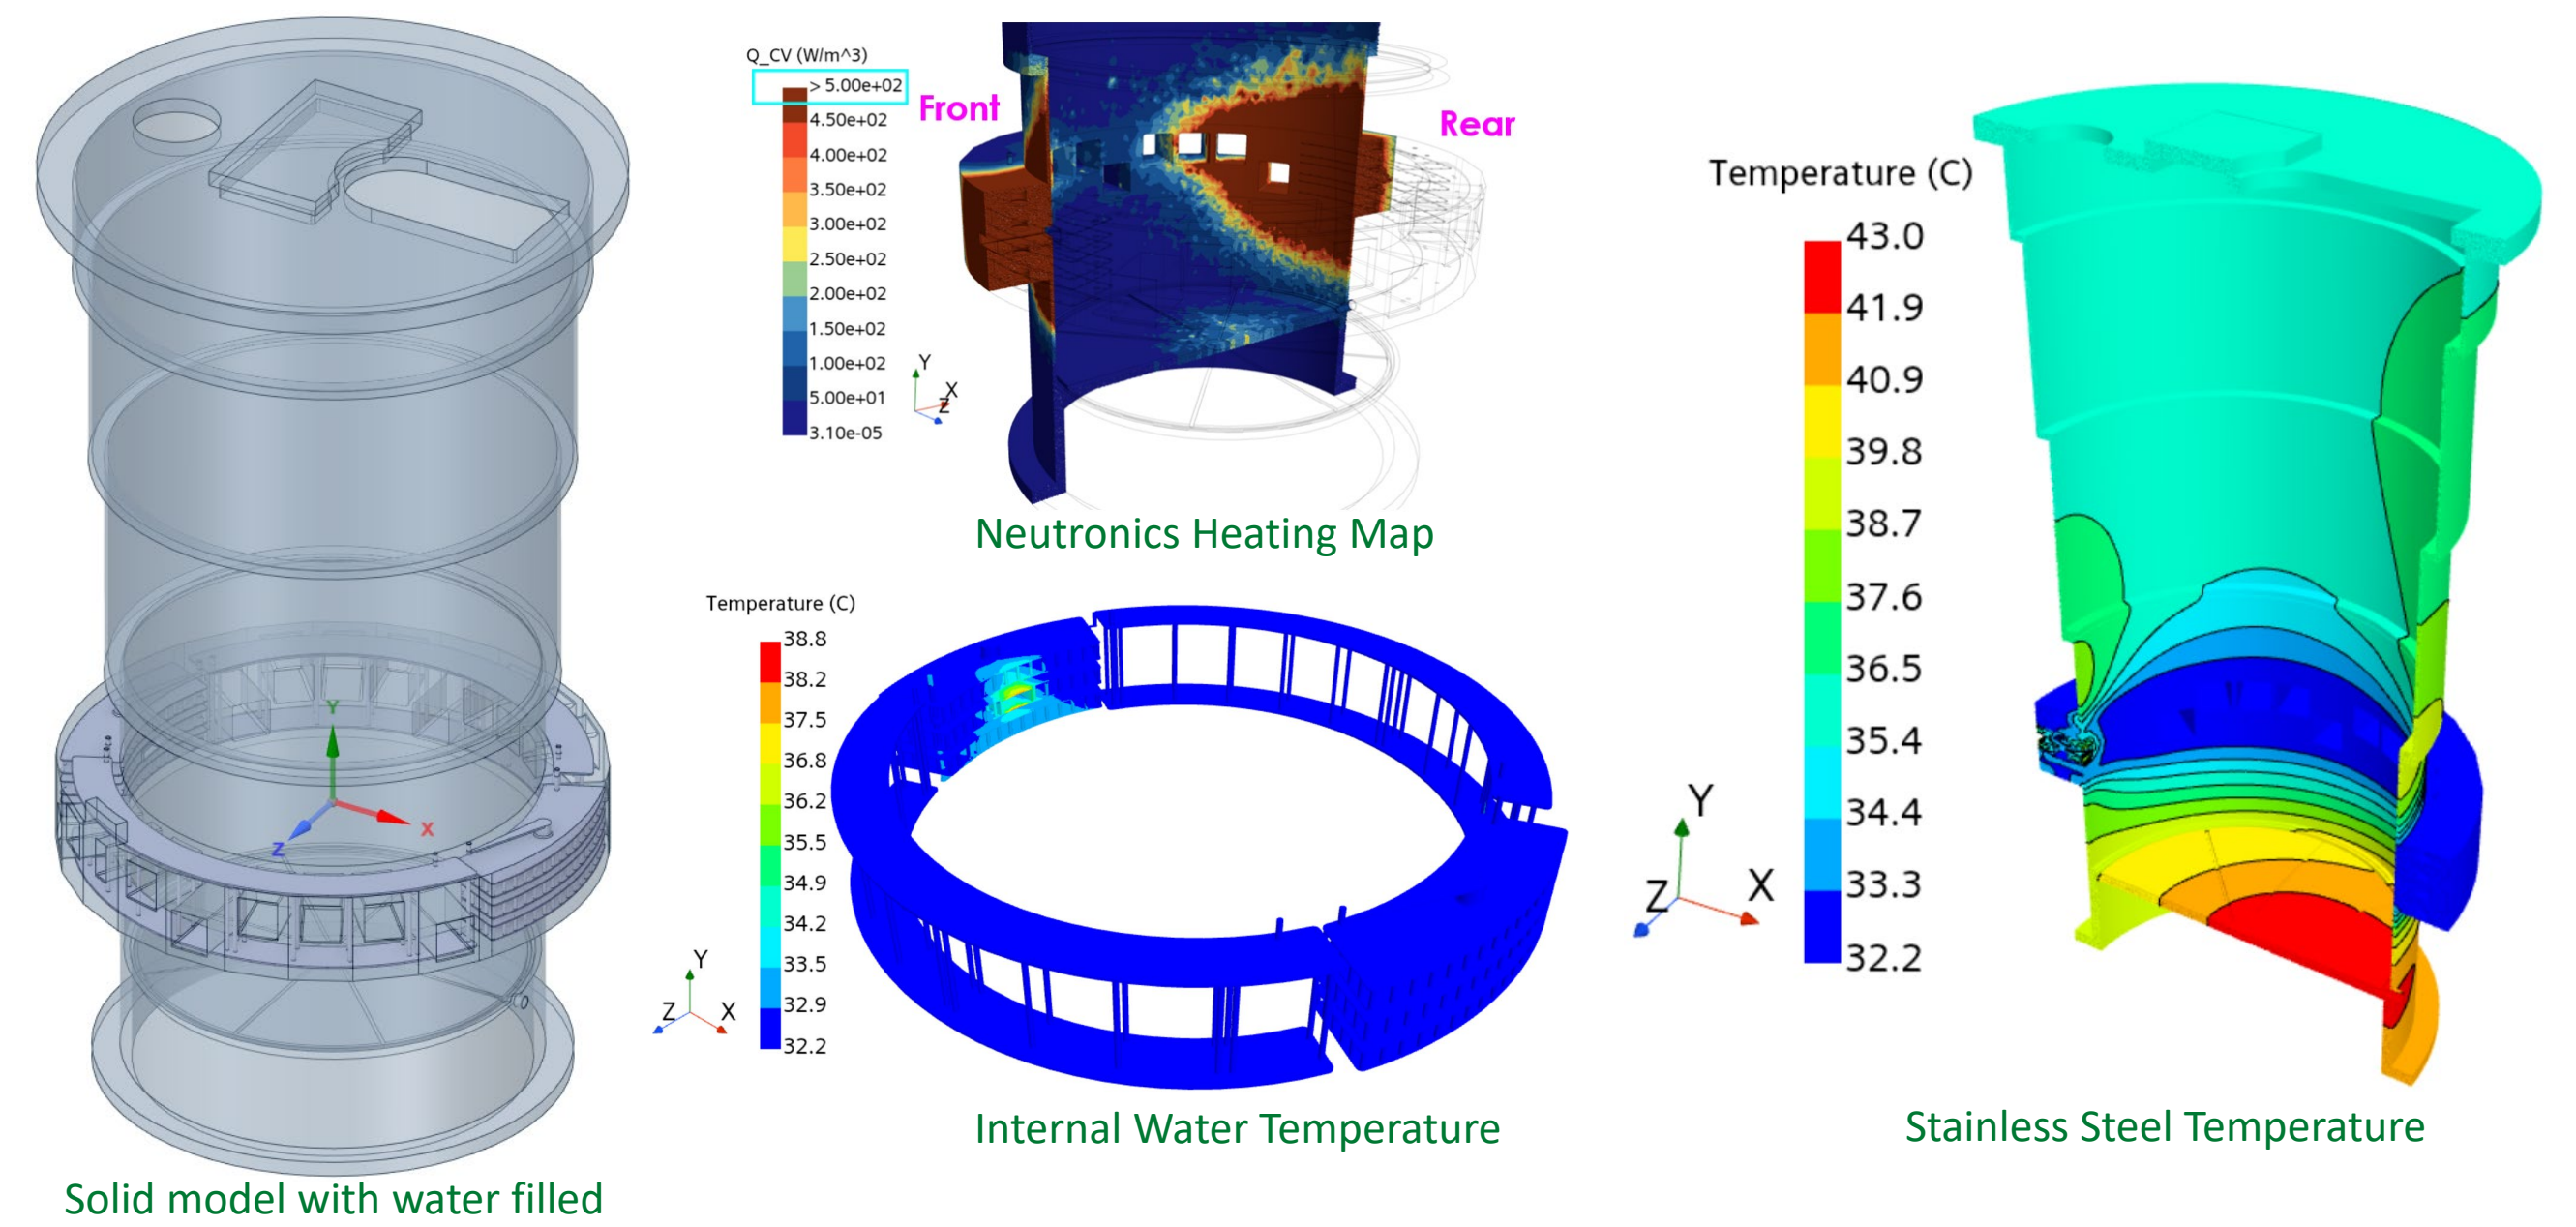 Y
X
Z
Solid model with water filled
Q_CV (W/m^3)
> 5.00e+02
4.50e+02
4.00e+02
3.50e+02
3.00e+02
2.50e+02
2.00e+02
1.50e+02
1.00e+02
5.00e+01
3.10e-05
Front
Rear
Y
X
Z
Neutronics Heating Map
Temperature (C)
38.8
38.2
37.5
36.8
36.2
35.5
34.9
34.2
33.5
32.9
32.2
Y
Z
X
Internal Water Temperature
Temperature (C)
43.0
41.9
40.9
39.8
38.7
37.6
36.5
35.4
34.4
33.3
32.2
Y
Z
X
Stainless Steel Temperature